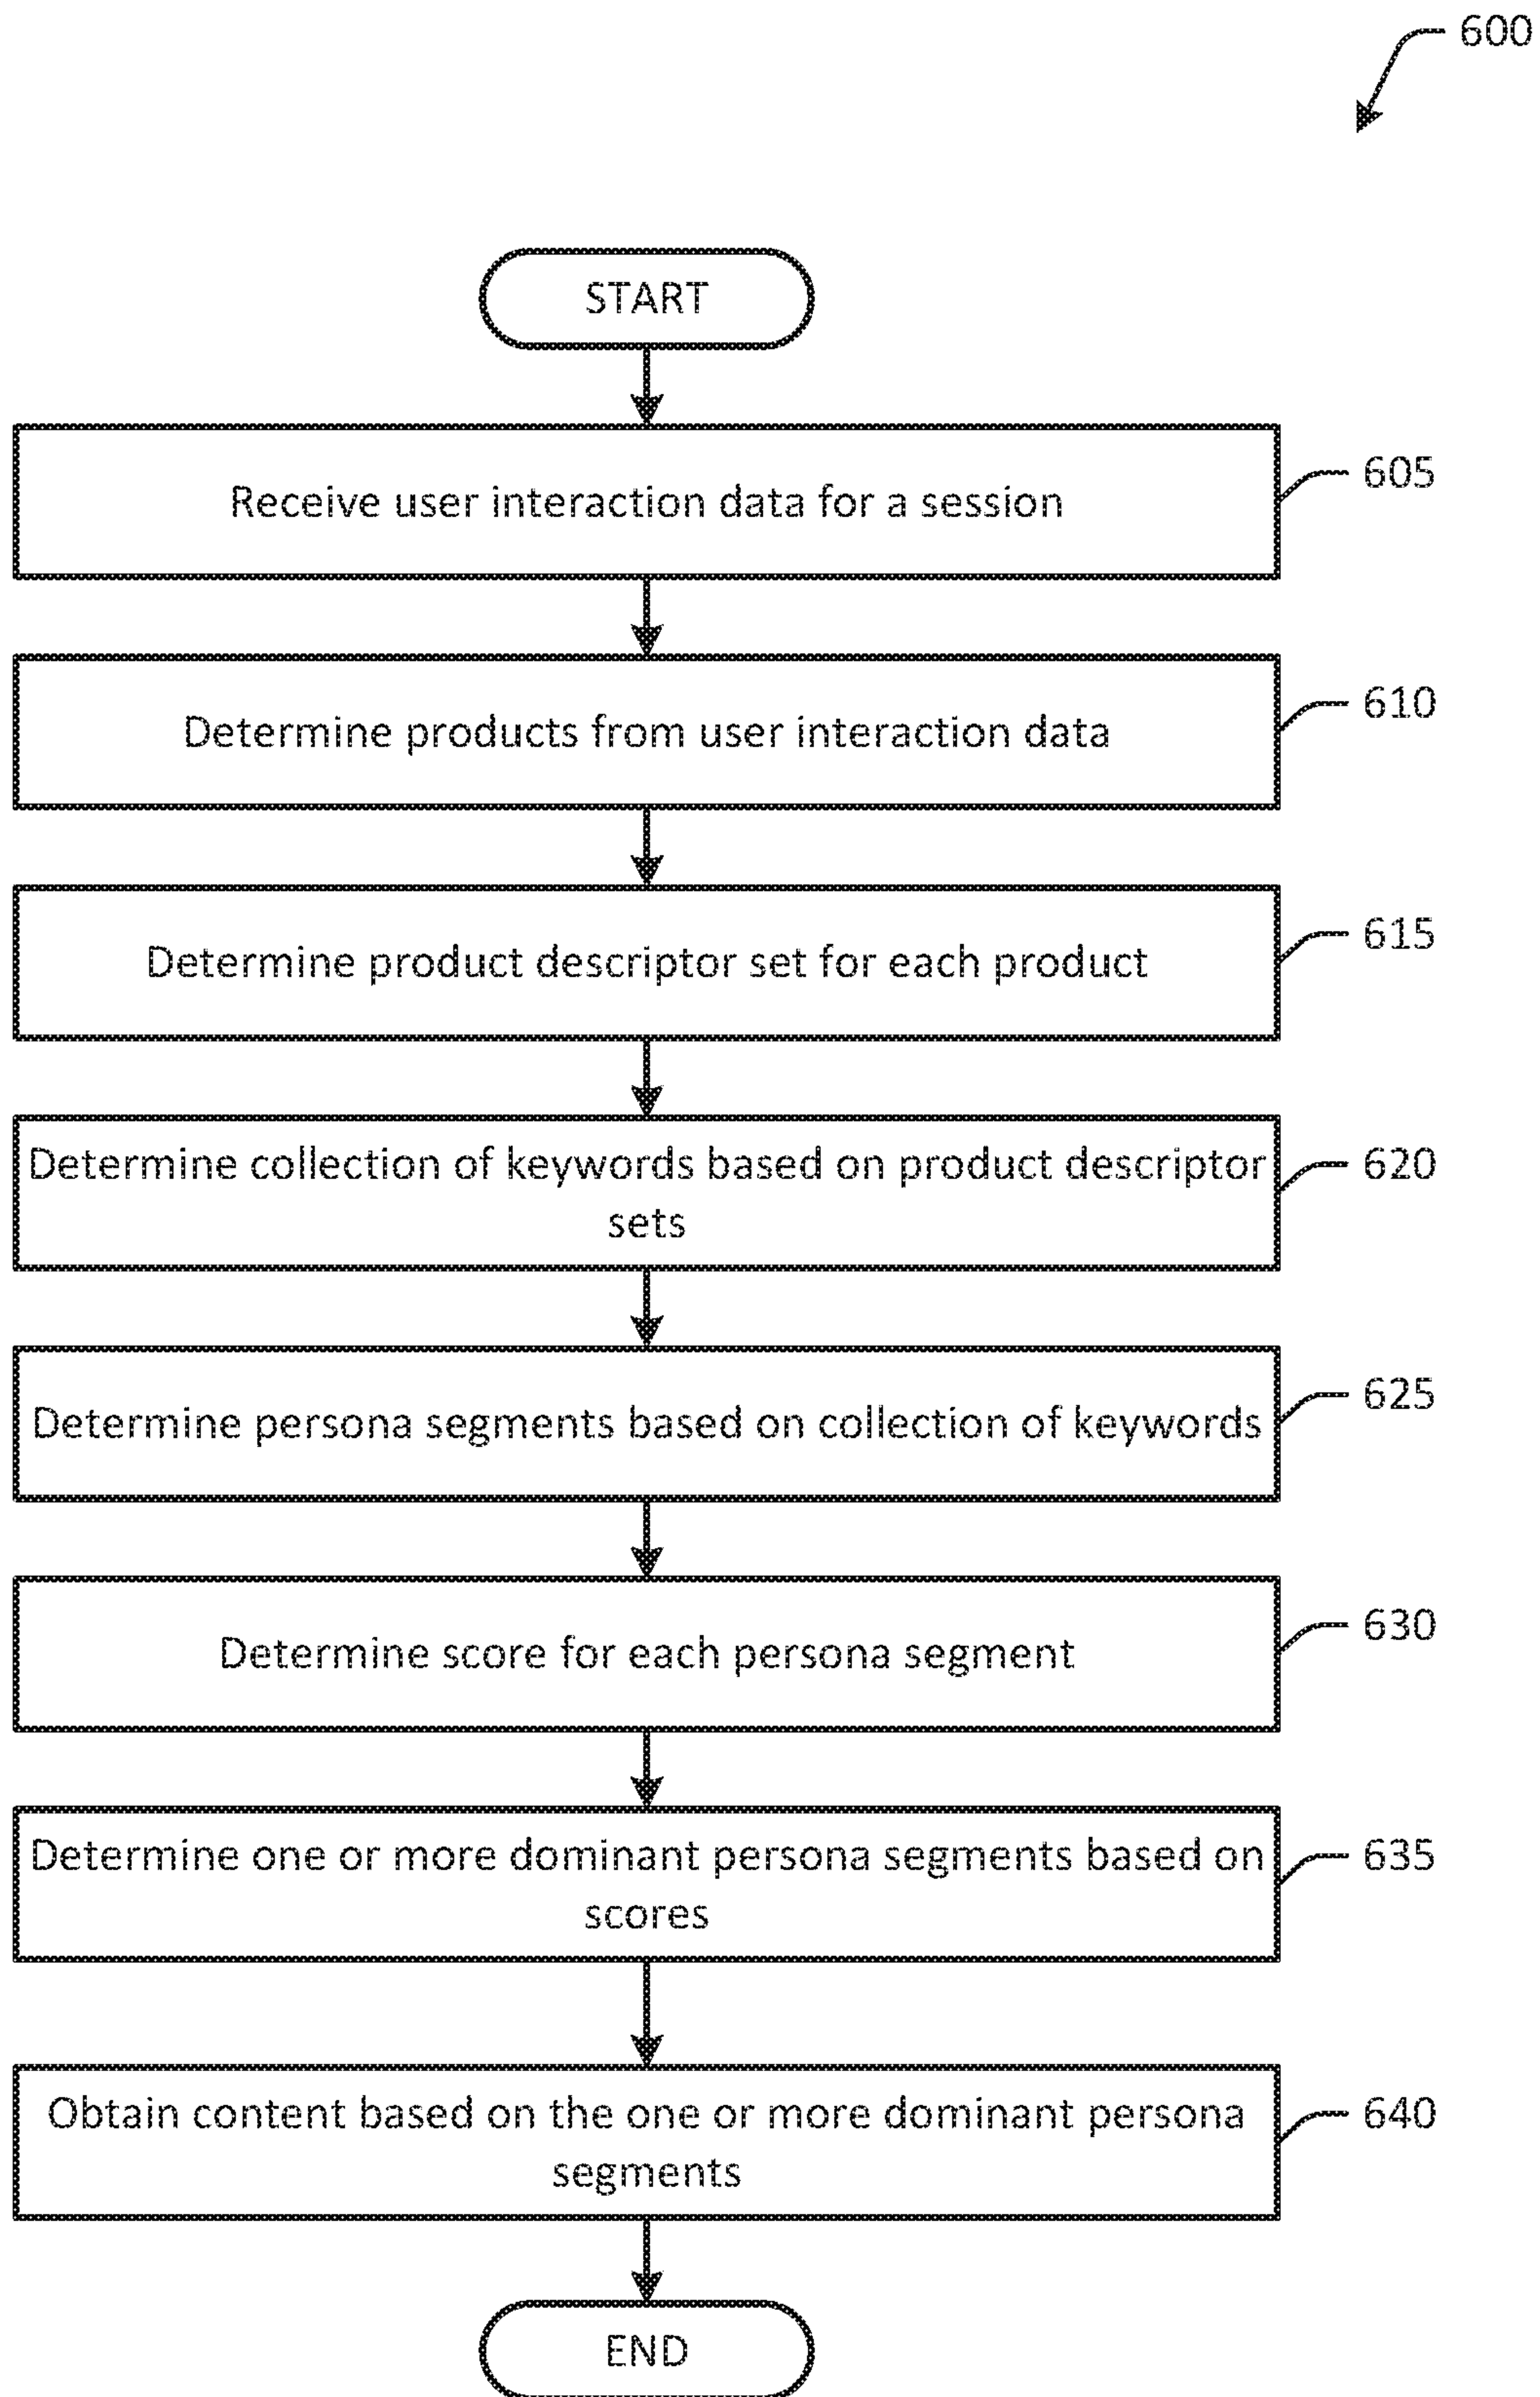 600
START
Receive user interaction data for a session
605
Determine products from user interaction data
610
Determine product descriptor set for each product
615
Determine collection of keywords based on product descriptor
sets
620
Determine persona segments based on collection of keywords
625
Determine score for each persona segment
630
Determine one or more dominant persona segments based on
scores
635
Obtain content based on the one or more dominant persona
segments
640
END